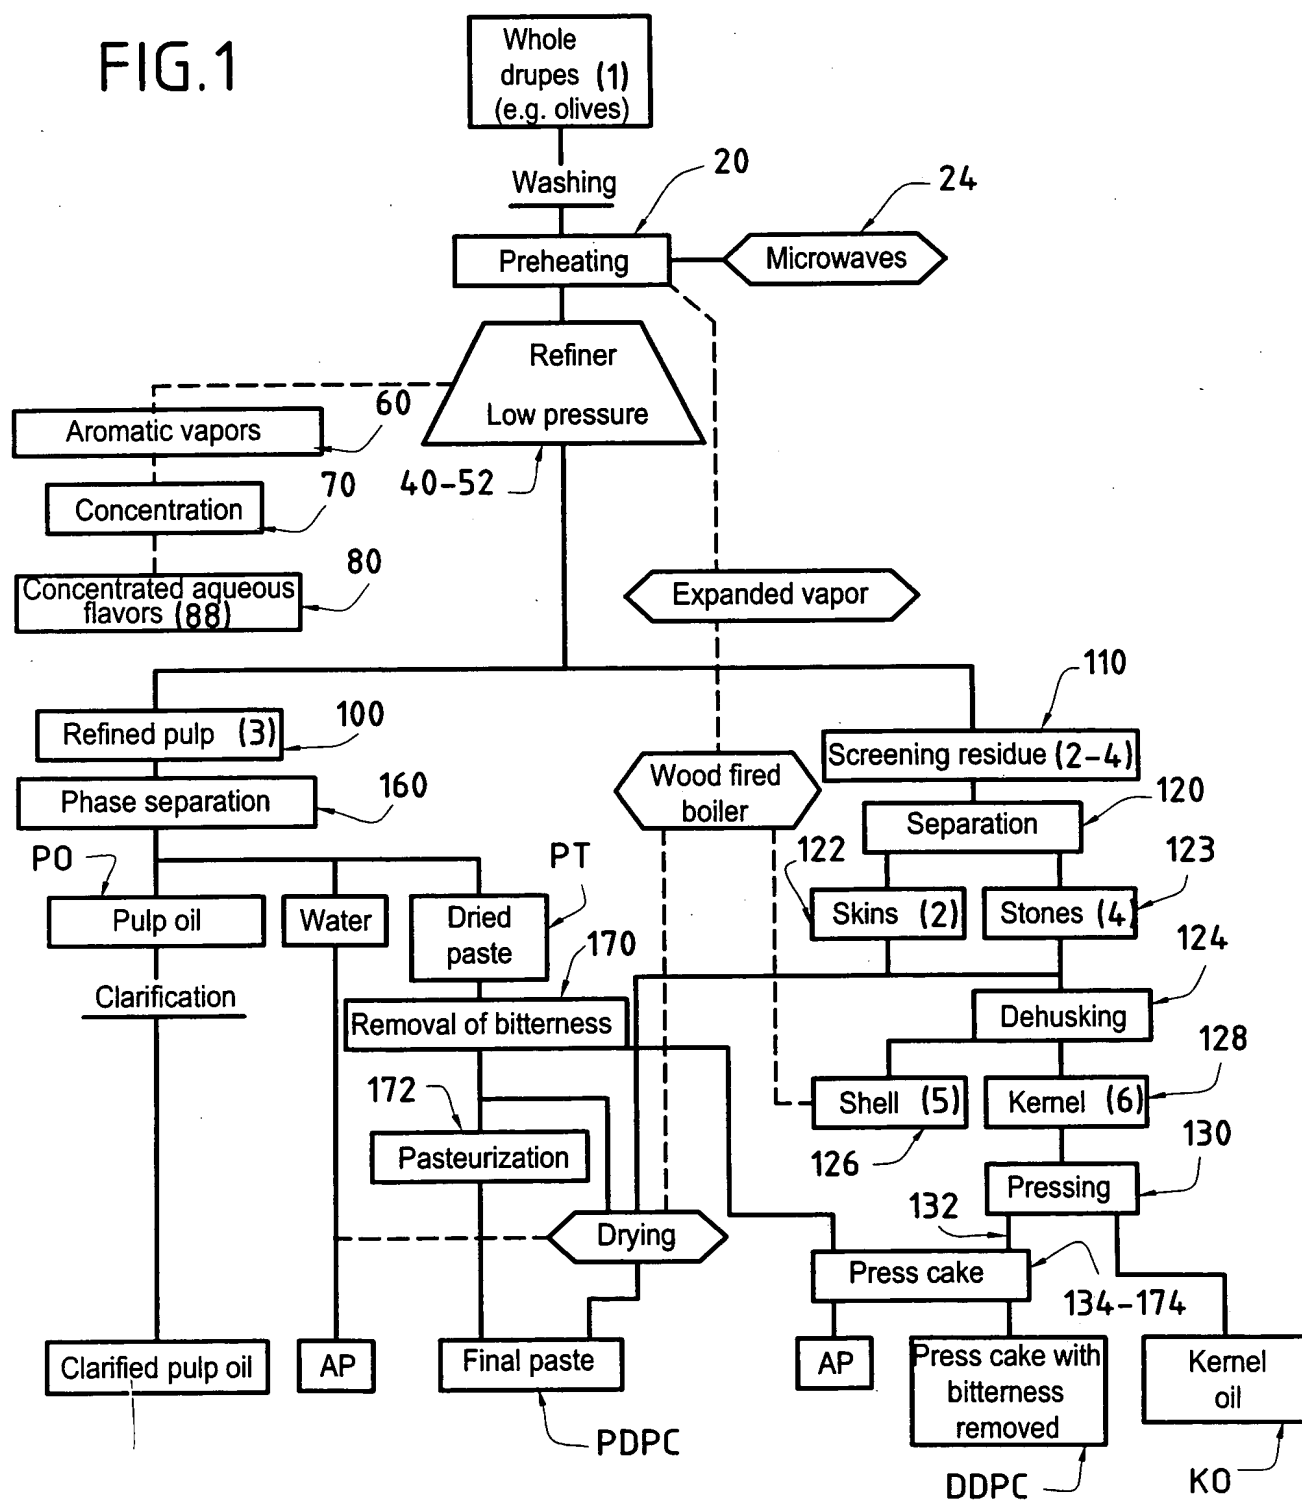 FIG.1
Whole
drupes (1)
(e.g. olives)
Washing
20
24
Preheating
Microwaves
Refiner
Low pressure
60
Aromatic vapors
40-52
70
Concentration
80
Concentrated aqueous
flavors (88)
Expanded vapor
110
100
Refined pulp (3)
Screening residue (2-4)
Wood fired
boiler
Phase separation
160
120
Separation
PO
PT
122
123
Pulp oil
Water
Dried
paste
Skins (2)
Stones (4)
170
124
Clarification
Removal of bitterness
Dehusking
128
172
Shell (5)
Kernel (6)
126
130
Pasteurization
Pressing
132
Drying
Press cake
134-174
Clarified pulp oil
AP
Final paste
AP
Press cake with
bitterness
removed
Kernel
oil
PDPC
DDPC
KO